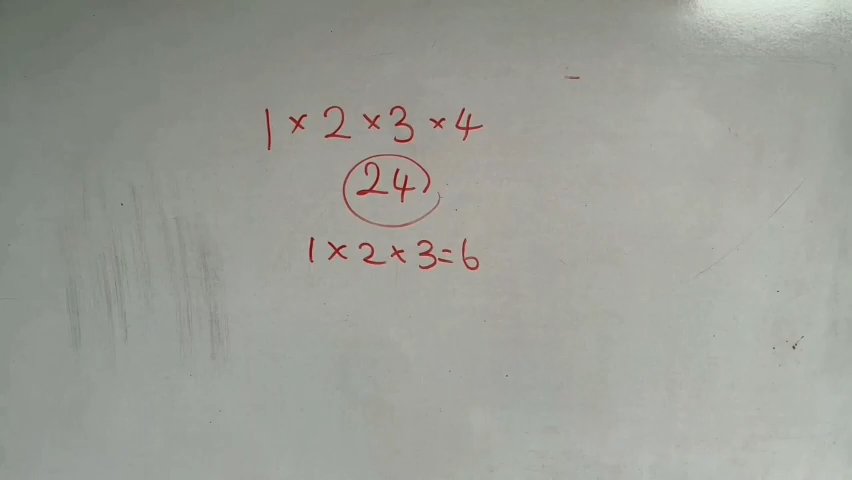 1 × 2 × 3 × 4
24
1 × 2 × 3 = 6